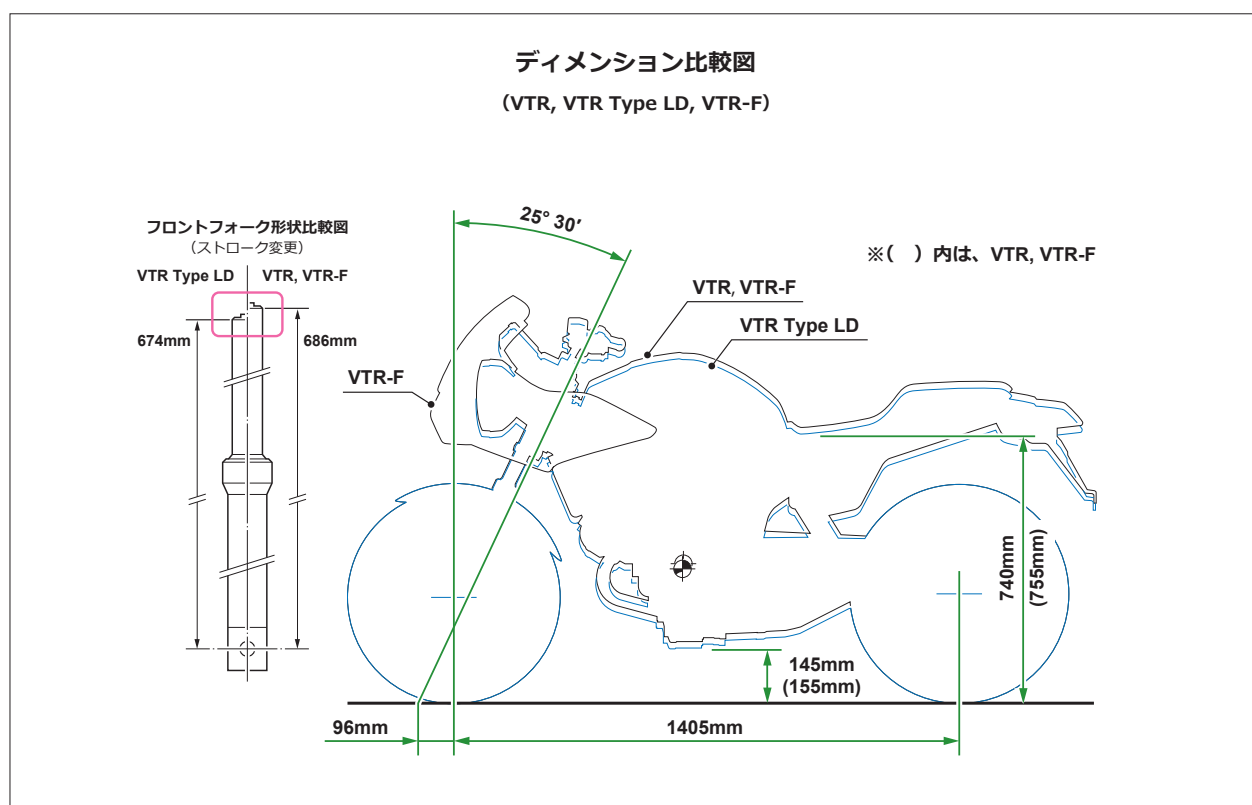 ディメンション比較図
（VTR, VTR Type LD, VTR-F）
フロントフォーク形状比較図
（ストローク変更）
VTR Type LD
VTR, VTR-F
674mm
686mm
25° 30′
※(　) 内は、VTR, VTR-F
VTR, VTR-F
VTR Type LD
VTR-F
740mm
(755mm)
145mm
(155mm)
96mm
1405mm